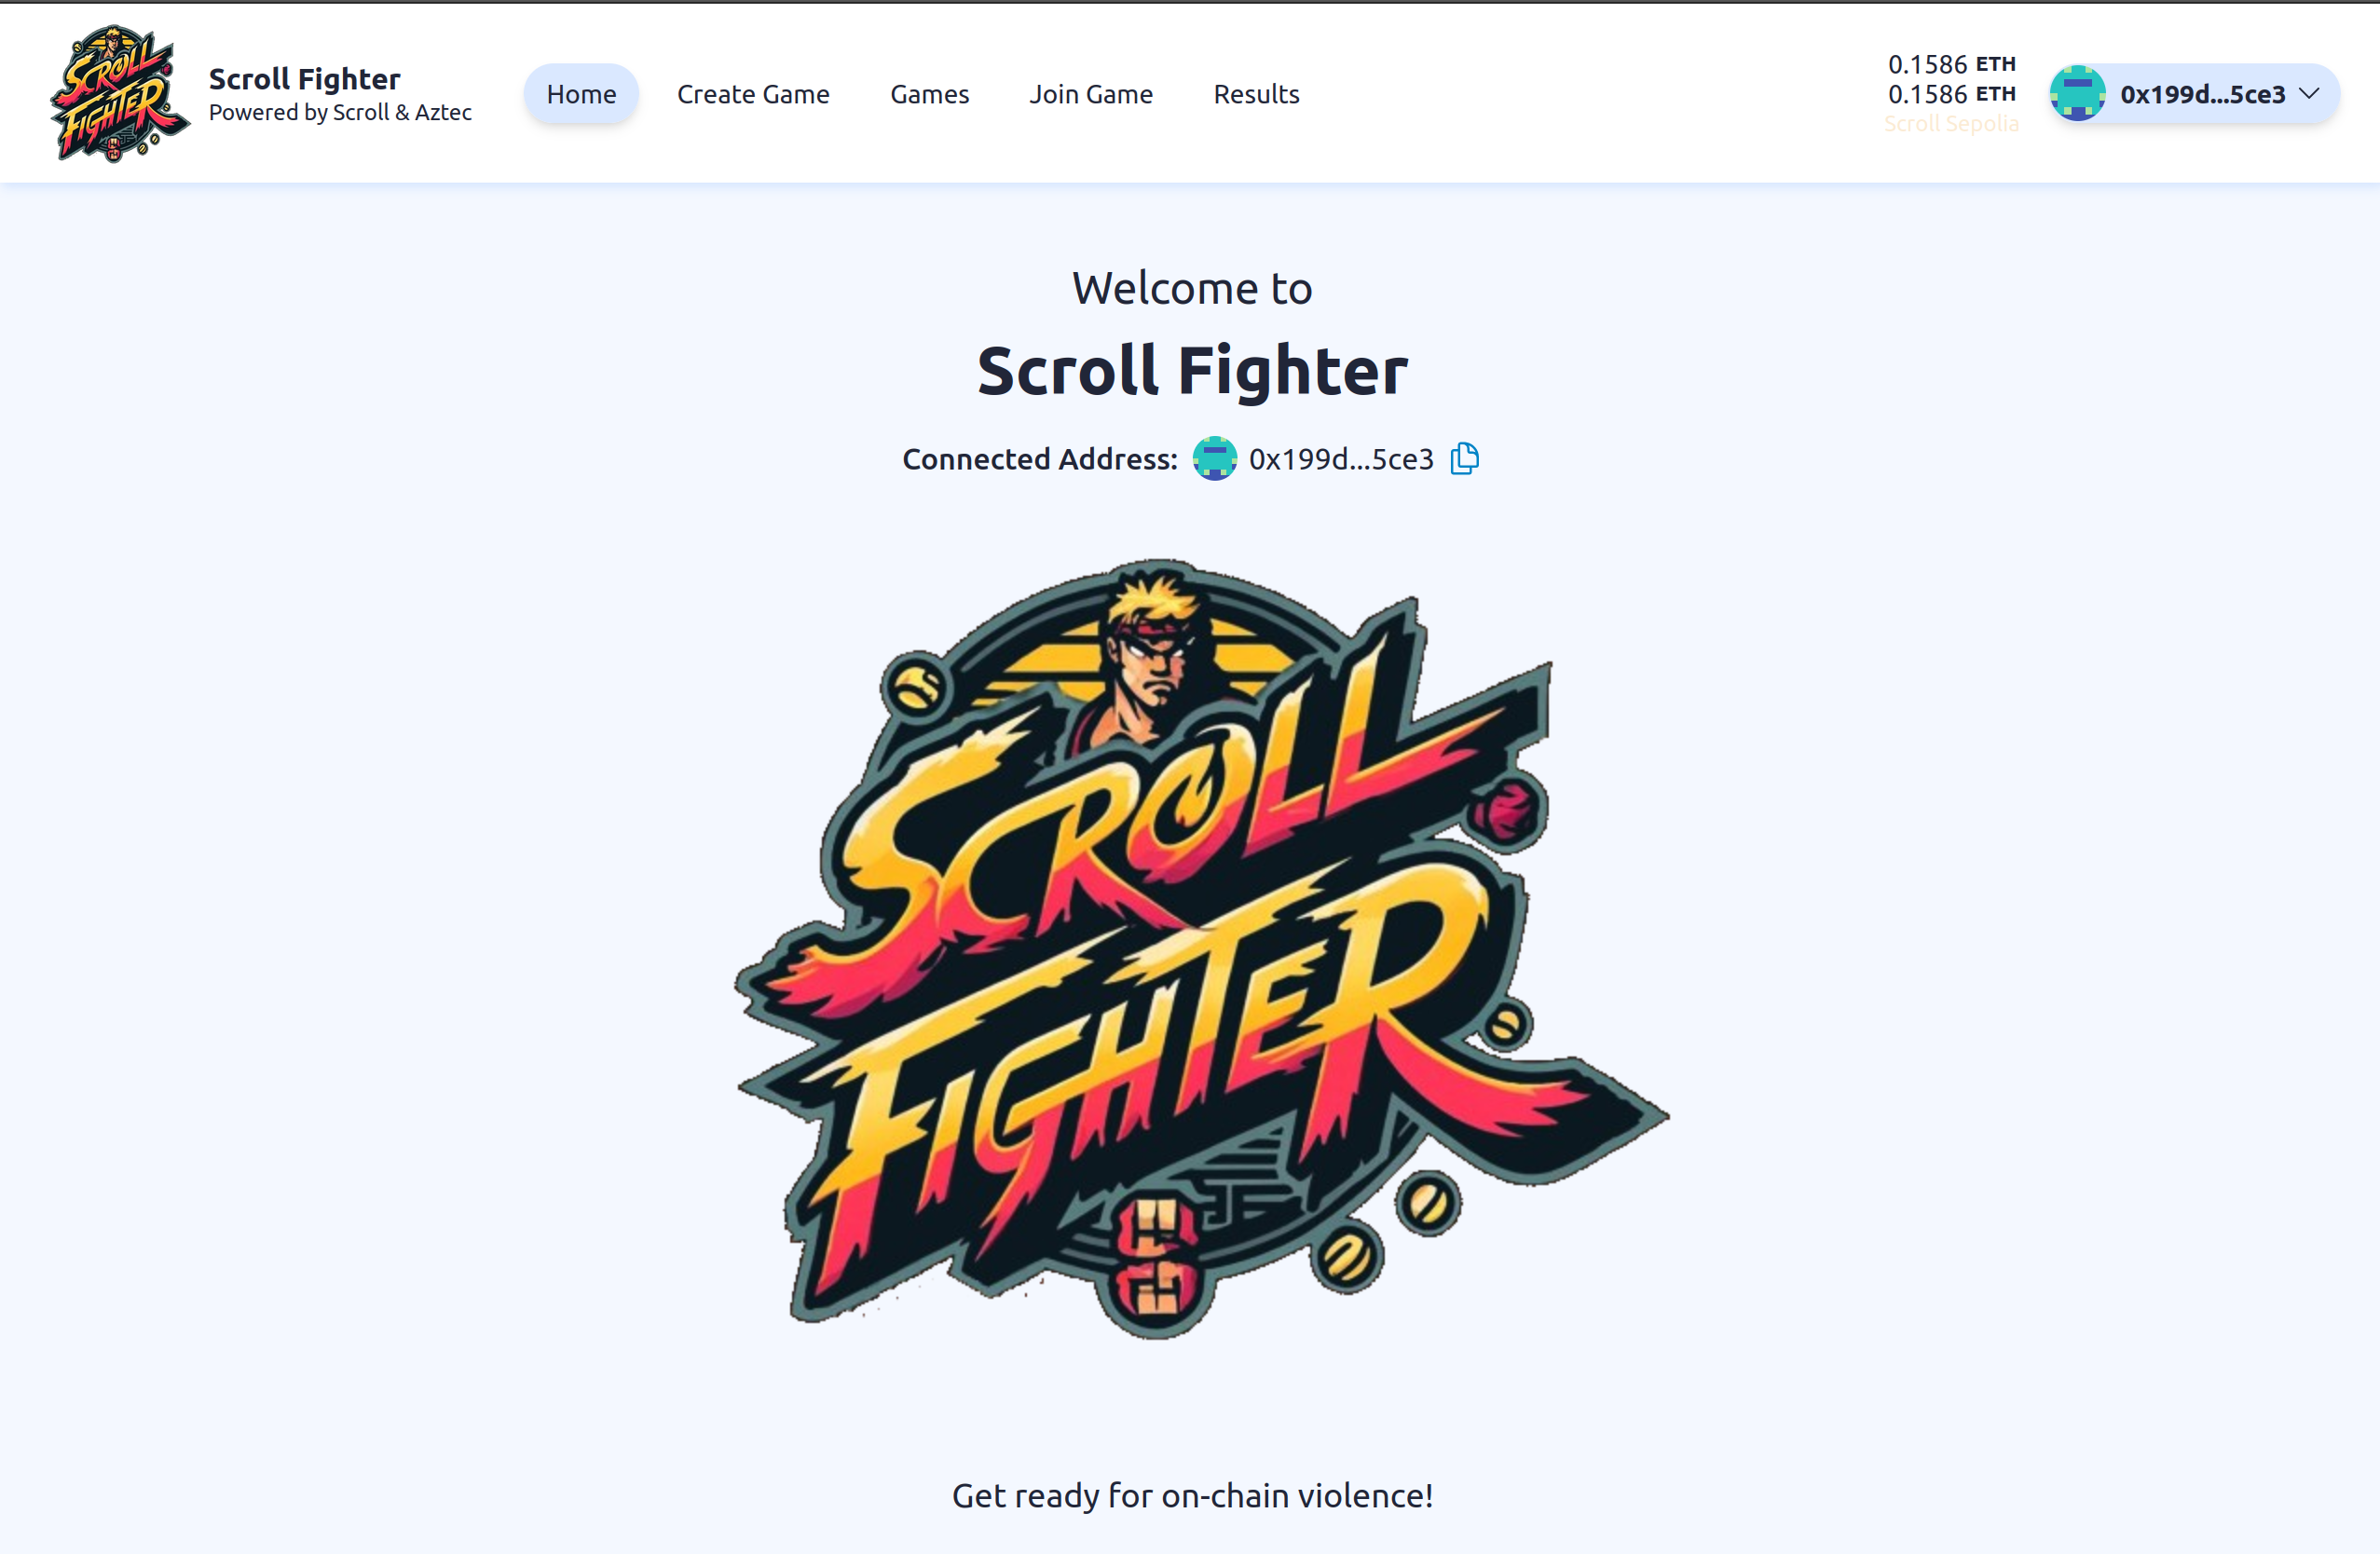 SCROLL
FIGHTER
Scroll Fighter
Powered by Scroll & Aztec
Home
Create Game
Games
Join Game
Results
0.1586 ETH
0.1586 ETH
Scroll Sepolia
0x199d...5ce3
Welcome to
Scroll Fighter
Connected Address: 0x199d...5ce3
SCROLL
FIGHTER
Get ready for on-chain violence!